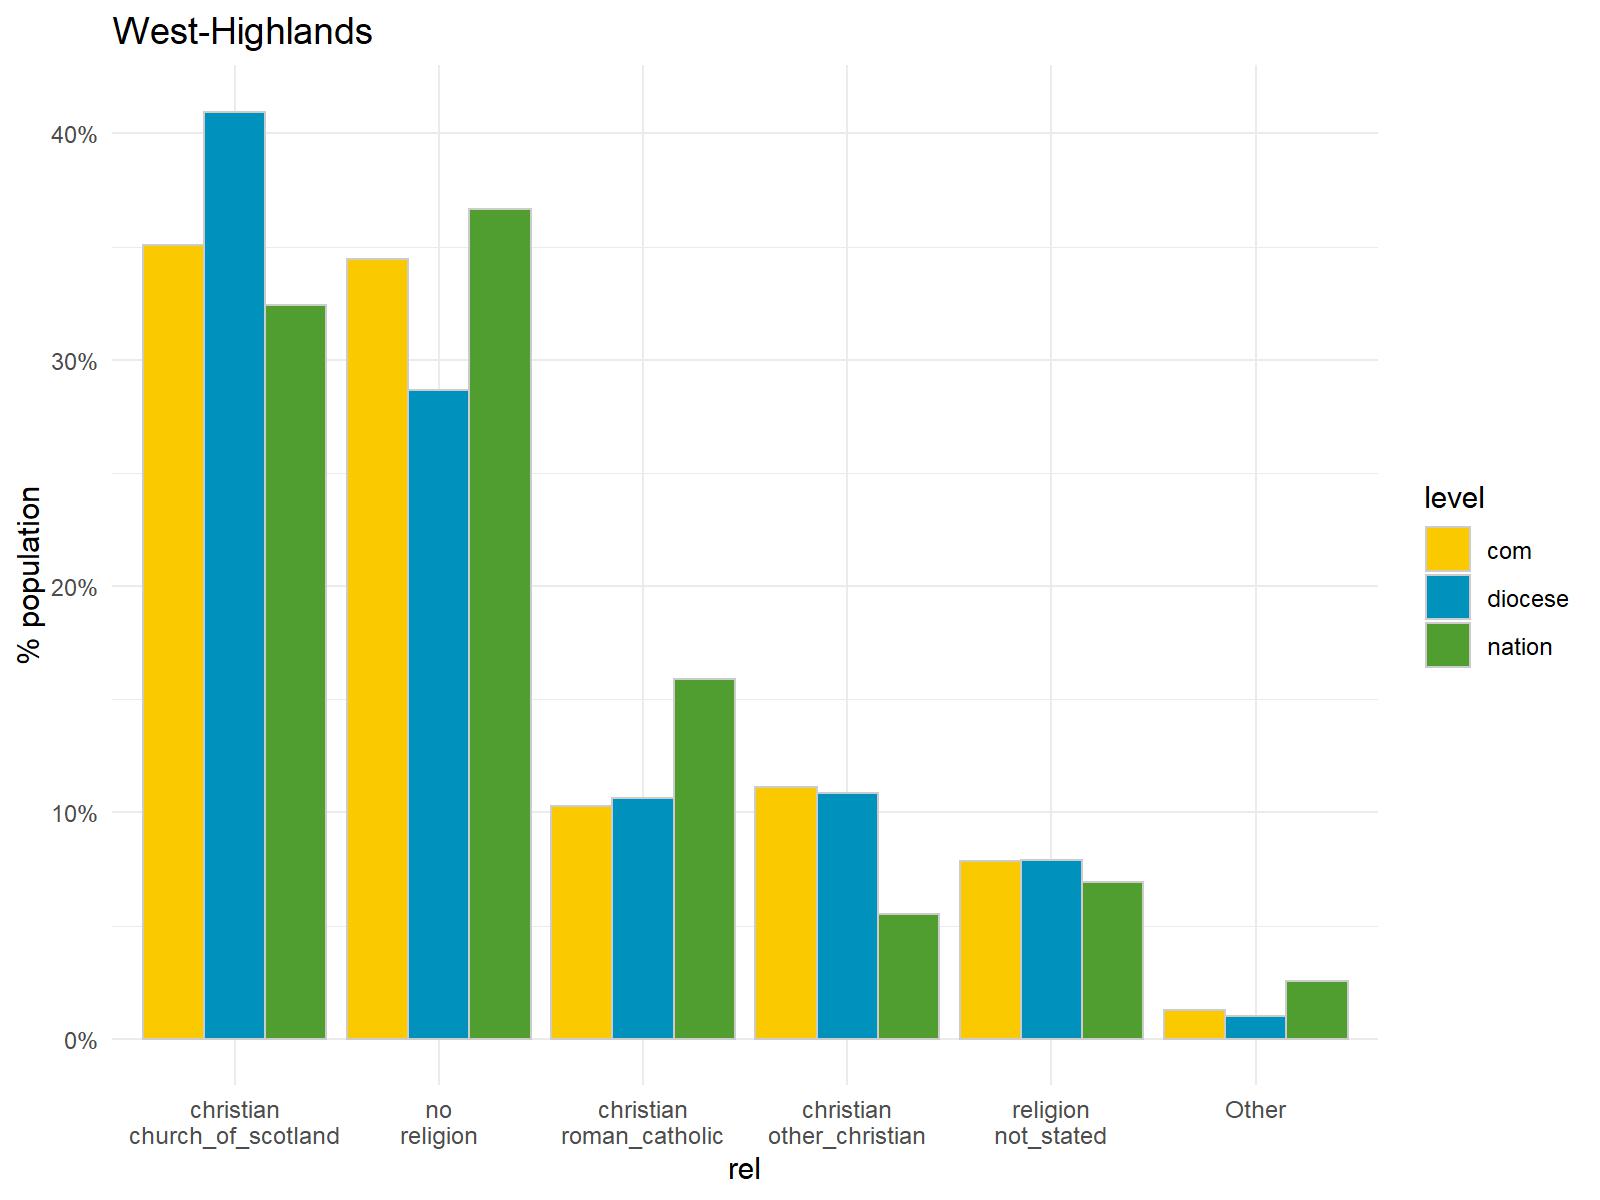 West-Highlands
% population
40%
30%
20%
10%
0%
christian
church_of_scotland
no
religion
christian
roman_catholic
christian
other_christian
religion
not_stated
Other
rel
level
com
diocese
nation